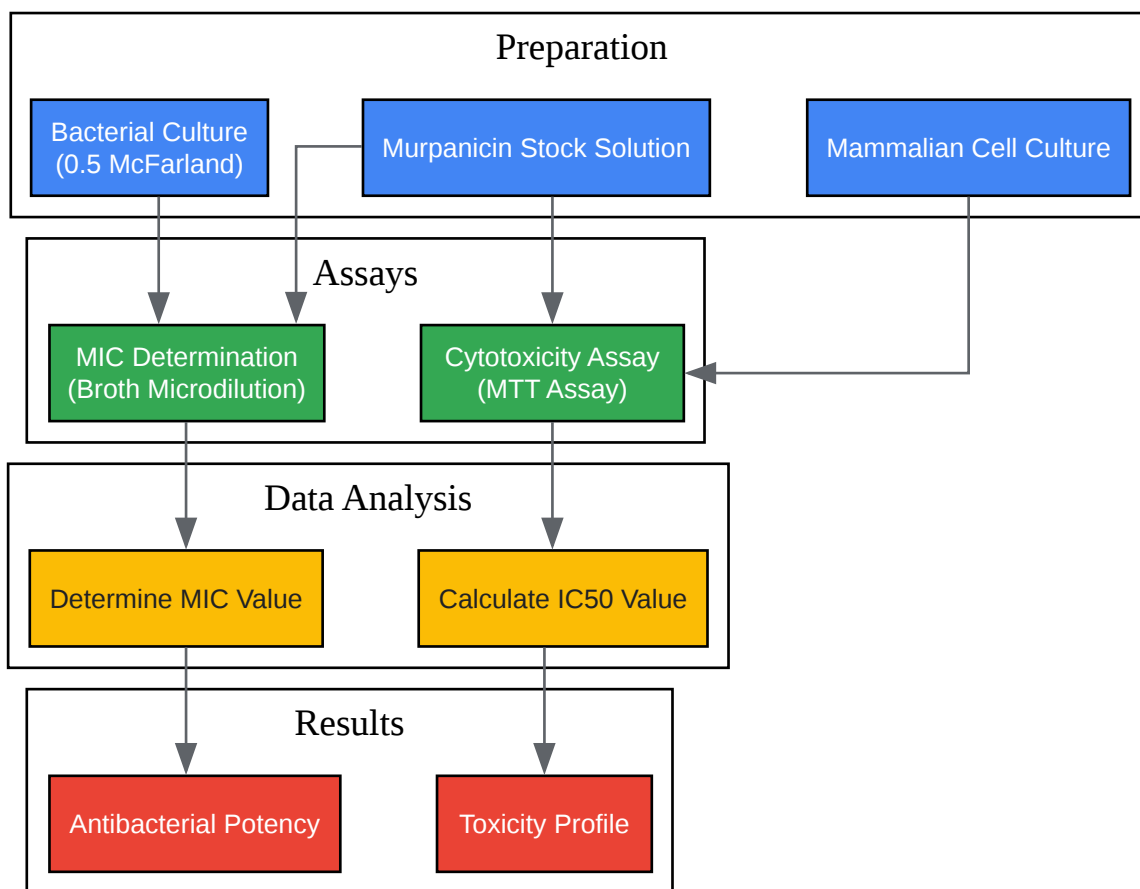 Preparation
Bacterial Culture
(0.5 McFarland)
Murpanicin Stock Solution
Mammalian Cell Culture
Assays
MIC Determination
(Broth Microdilution)
Cytotoxicity Assay
(MTT Assay)
Data Analysis
Determine MIC Value
Calculate IC50 Value
Results
Antibacterial Potency
Toxicity Profile